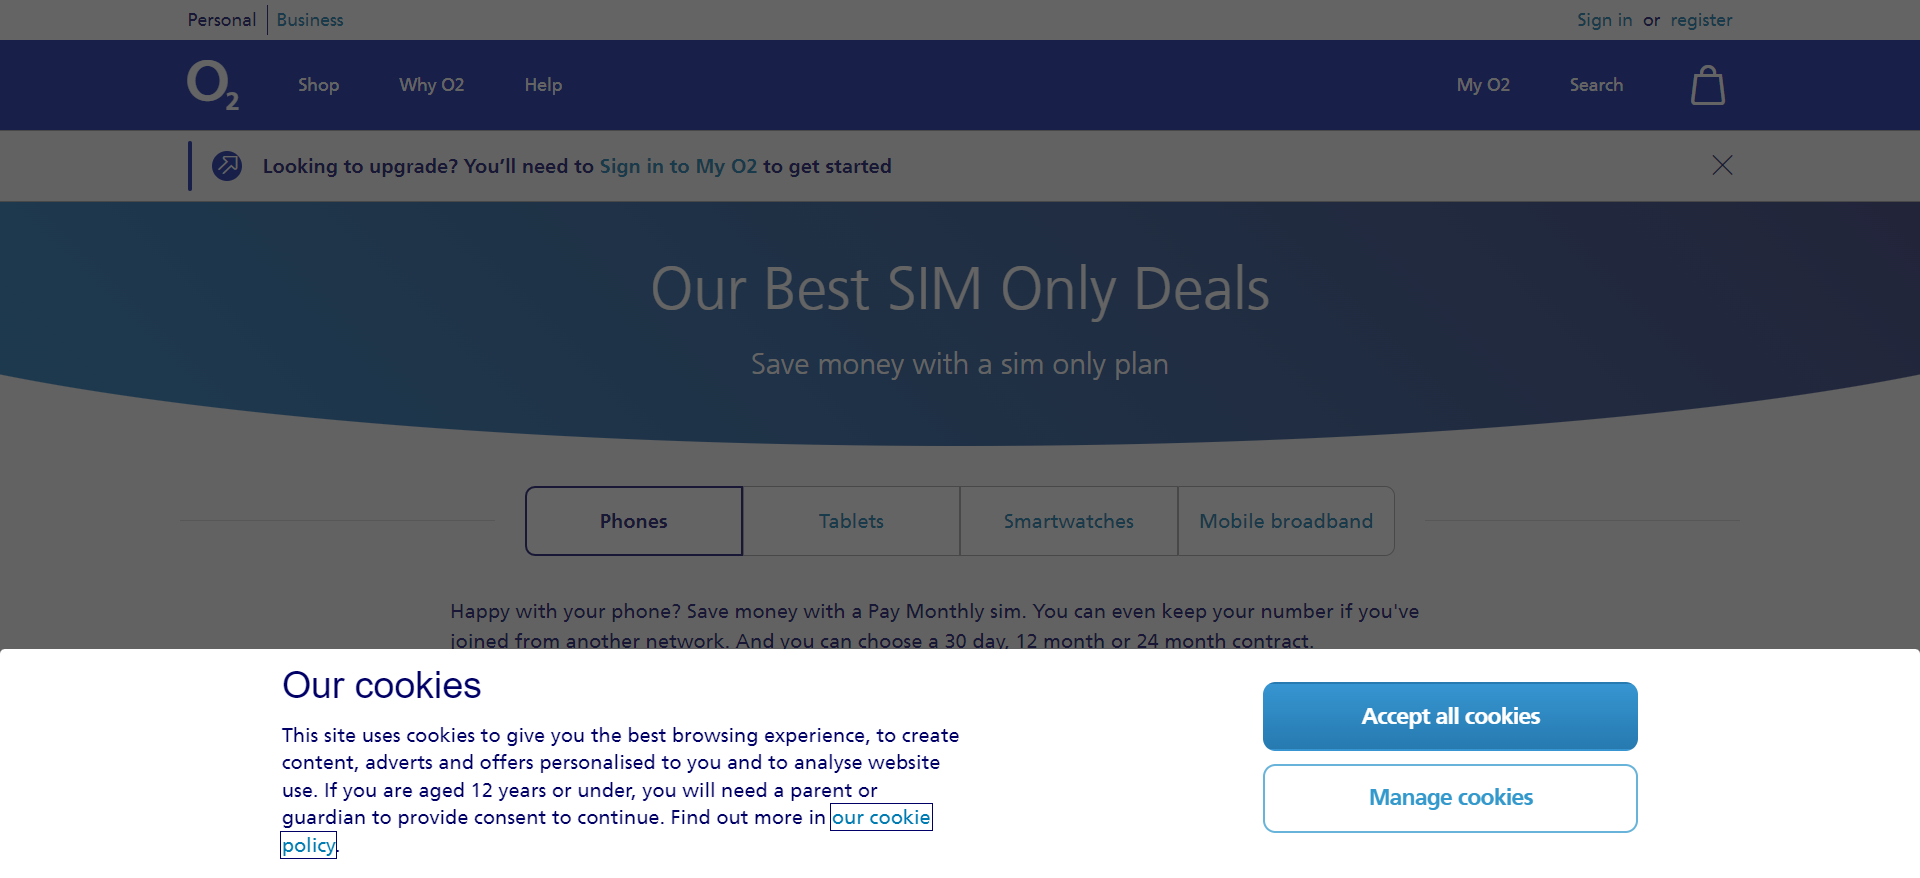 Personal Business Sign in or register
O2 Shop Why O2 Help My O2 Search
Looking to upgrade? You’ll need to Sign in to My O2 to get started
Our Best SIM Only Deals
Save money with a sim only plan
Phones Tablets Smartwatches Mobile broadband
Happy with your phone? Save money with a Pay Monthly sim. You can even keep your number if you've
joined from another network. And you can choose a 30 day, 12 month or 24 month contract.
Our cookies
This site uses cookies to give you the best browsing experience, to create
content, adverts and offers personalised to you and to analyse website
use. If you are aged 12 years or under, you will need a parent or
guardian to provide consent to continue. Find out more in our cookie
policy.
Accept all cookies
Manage cookies